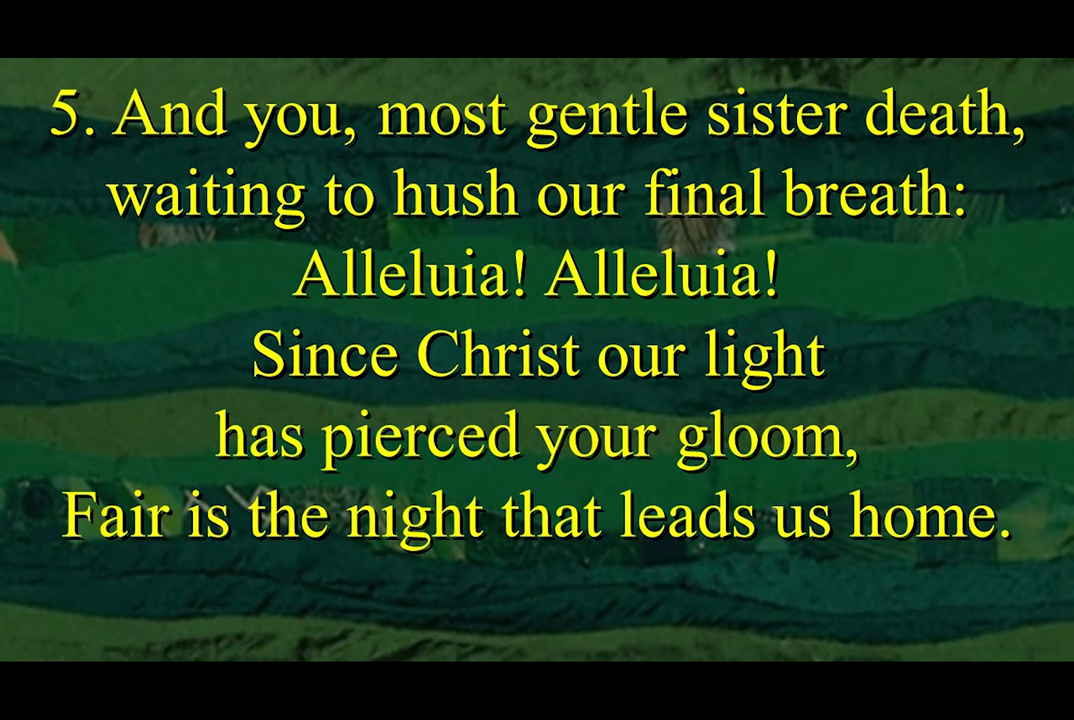 5. And you, most gentle sister death,
waiting to hush our final breath:
Alleluia! Alleluia!
Since Christ our light
has pierced your gloom,
Fair is the night that leads us home.